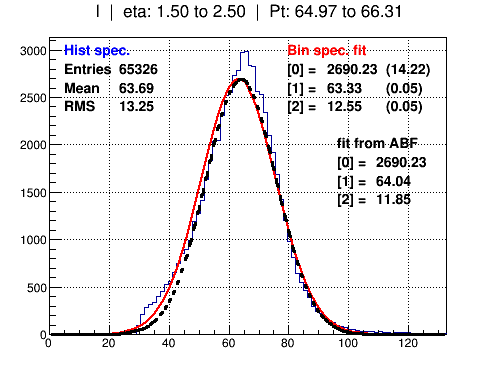 I | eta: 1.50 to 2.50 | Pt: 64.97 to 66.31
Hist spec.
Entries 65326
Mean 63.69
RMS 13.25
Bin spec. fit
[0] = 2690.23 (14.22)
[1] = 63.33 (0.05)
[2] = 12.55 (0.05)
fit from ABF
[0] = 2690.23
[1] = 64.04
[2] = 11.85
3000
2500
2000
1500
1000
500
0
0 20 40 60 80 100 120